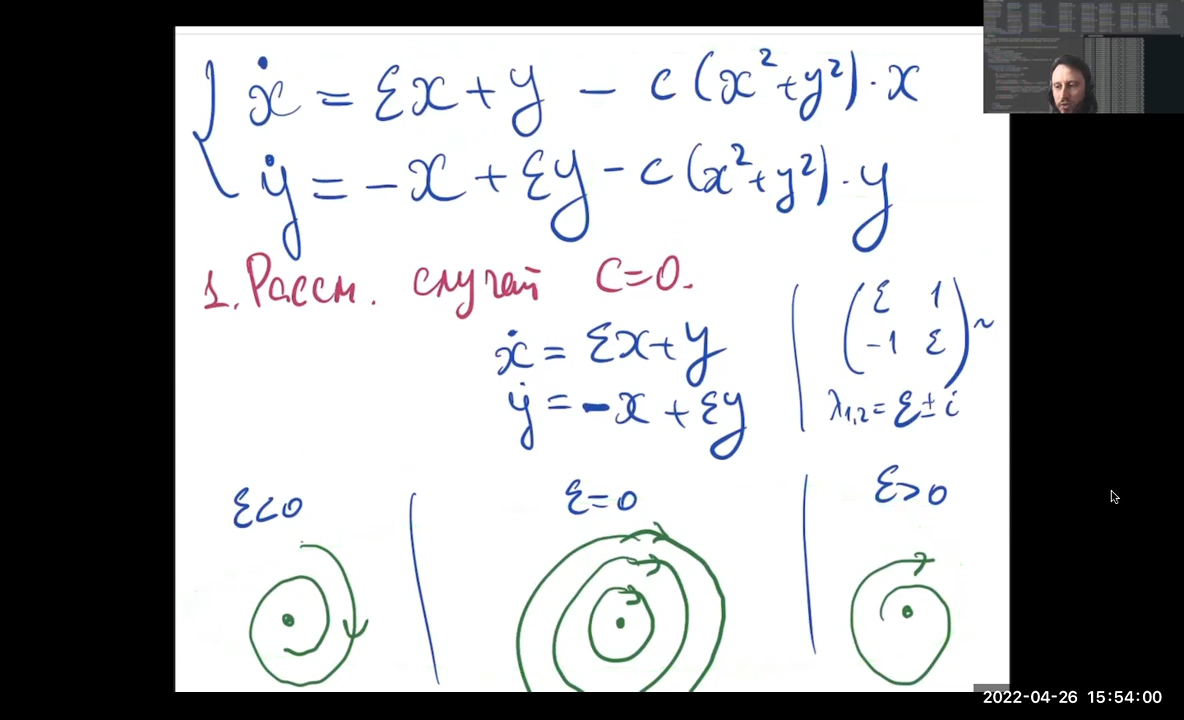 ẋ = εx + y − c(x²+y²)·x
ẏ = −x + εy − c(x²+y²)·y
1. Рассм. случай C=0.
ẋ = εx+y
ẏ = −x + εy
( ε 1
−1 ε ) ~
λ₁,₂ = ε ± i
ε<0
ε=0
ε>0
2022-04-26 15:54:00